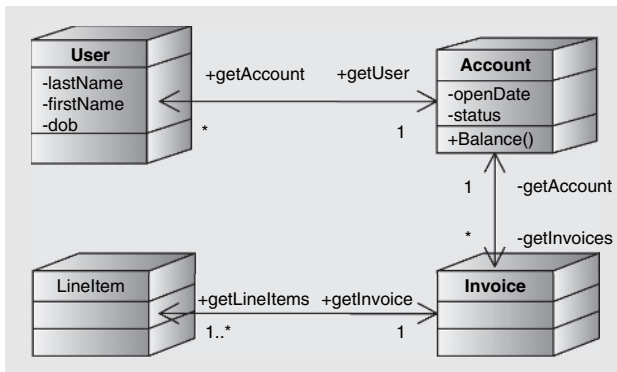 User
-lastName
-firstName
-dob
+getAccount +getUser
* 1
Account
-openDate
-status
+Balance()
1 -getAccount
* -getInvoices
LineItem
+getLineItems +getInvoice
1..* 1
Invoice